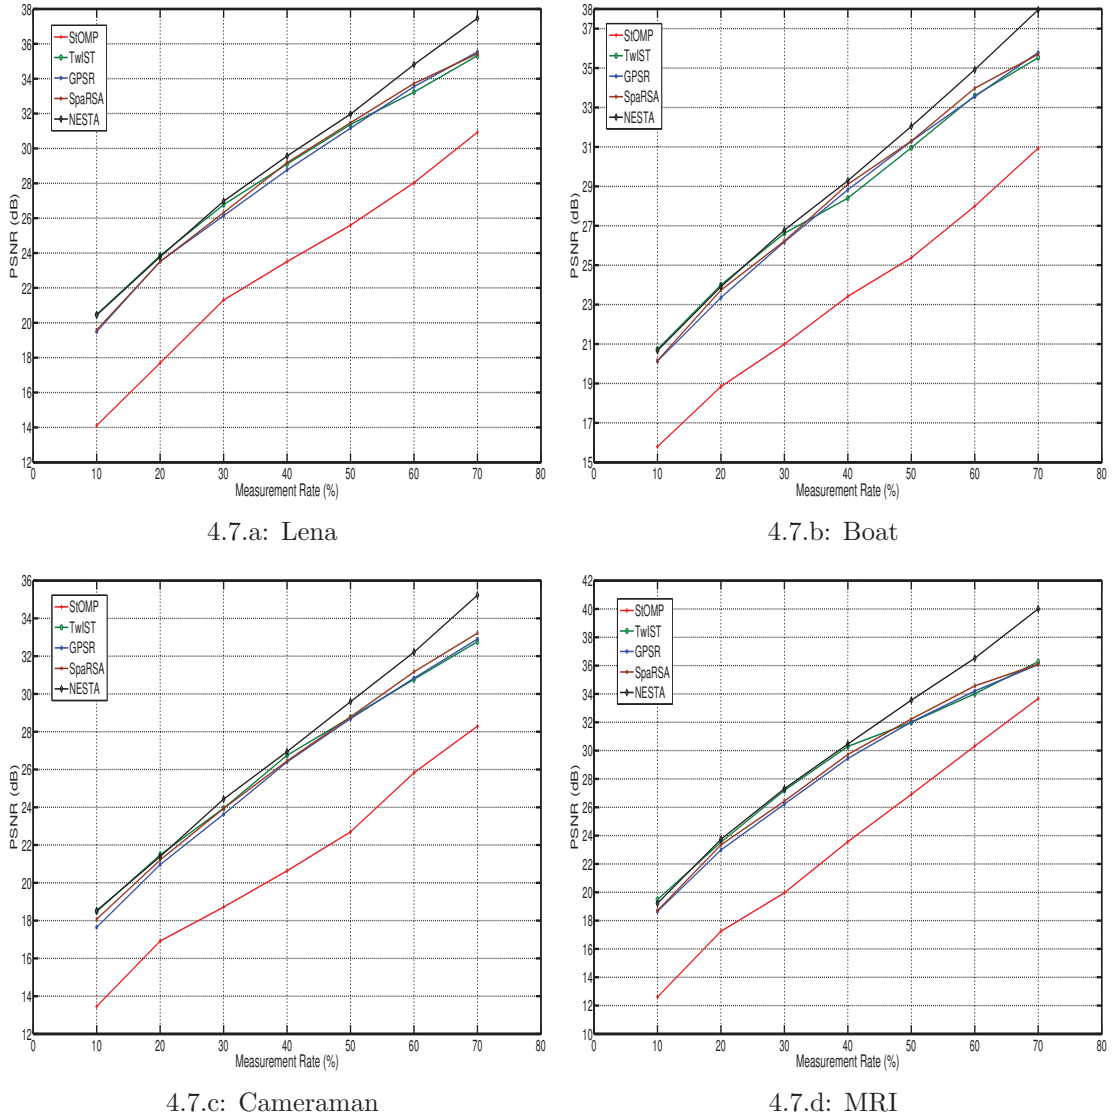 38
36
34
32
30
28
26
24
22
20
18
16
14
12
PSNR (dB)
StOMP
TwIST
GPSR
SpaRSA
NESTA
0 10 20 30 40 50 60 70 80
Measurement Rate (%)
4.7.a: Lena
38
37
35
33
31
29
27
25
23
21
19
17
15
PSNR (dB)
StOMP
TwIST
GPSR
SpaRSA
NESTA
0 10 20 30 40 50 60 70 80
Measurement Rate (%)
4.7.b: Boat
36
34
32
30
28
26
24
22
20
18
16
14
12
PSNR (dB)
StOMP
TwIST
GPSR
SpaRSA
NESTA
0 10 20 30 40 50 60 70 80
Measurement Rate (%)
4.7.c: Cameraman
42
40
38
36
34
32
30
28
26
24
22
20
18
16
14
12
10
PSNR (dB)
StOMP
TwIST
GPSR
SpaRSA
NESTA
0 10 20 30 40 50 60 70 80
Measurement Rate (%)
4.7.d: MRI